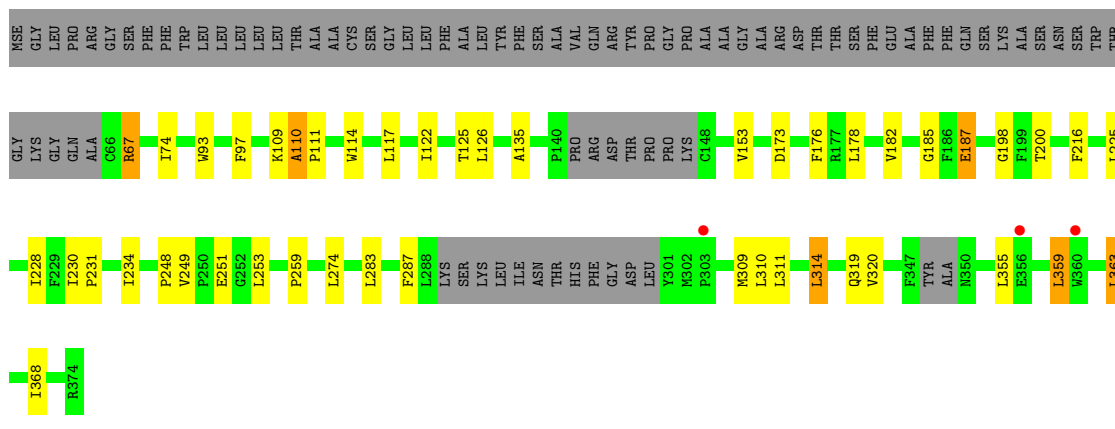 MSE GLY LEU PRO ARG GLY SER PHE PHE TRP LEU LEU LEU LEU LEU THR ALA ALA CYS SER GLY LEU LEU PHE ALA LEU TYR PHE SER ALA VAL GLN ARG TYR PRO GLY PRO ALA ALA GLY ALA ARG ASP THR THR SER PHE GLU ALA PHE PHE GLN SER LYS ALA SER ASN SER TRP THR
GLY LYS GLY GLN ALA C66 R67 I74 W93 F97 K109 A110 P111 W114 L117 I122 T125 L126 A135 P140 PRO ARG ASP THR PRO PRO LYS C148 V153 D173 F176 R177 L178 V182 G185 F186 E187 G198 F199 T200 F216 L225
I228 F229 I230 P231 I234 P248 V249 P250 E251 G252 L253 P259 L274 L283 F287 L288 LYS SER LYS LEU ILE ASN THR HIS PHE GLY ASP LEU Y301 M302 P303 M309 L310 L311 L314 Q319 V320 F347 TYR ALA N350 L355 E356 L359 W360 L363
I368 R374